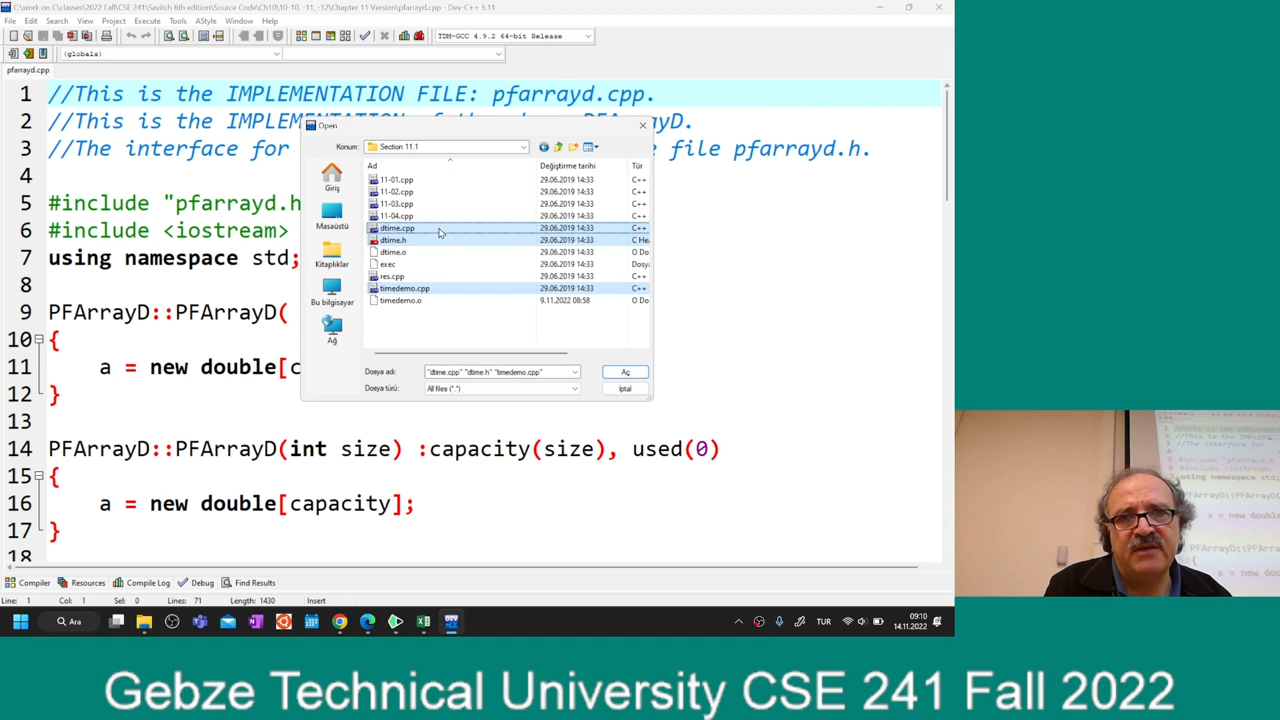 C:\work on C\classes\2022 Fall\CSE 241\Savitch 6th edition\Source Code\Ch10\10-10, -11, -12\Chapter 11 Version\pfarrayd.cpp - Dev-C++ 5.11
File Edit Search View Project Execute Tools AStyle Window Help
TDM-GCC 4.9.2 64-bit Release
(globals)
pfarrayd.cpp
1 //This is the IMPLEMENTATION FILE: pfarrayd.cpp.
2 //This is the IMPLEMENTATION of the class PFArrayD.
3 //The interface for e file pfarrayd.h.
4
5 #include "pfarrayd.h
6 #include <iostream>
7 using namespace std;
8
9 PFArrayD::PFArrayD(
10 {
11 a = new double[c
12 }
13
14 PFArrayD::PFArrayD(int size) :capacity(size), used(0)
15 {
16 a = new double[capacity];
17 }
18
Open
Konum: Section 11.1
Ad Değiştirme tarihi Tür
11-01.cpp 29.06.2019 14:33 C++
11-02.cpp 29.06.2019 14:33 C++
11-03.cpp 29.06.2019 14:33 C++
11-04.cpp 29.06.2019 14:33 C++
dtime.cpp 29.06.2019 14:33 C++
dtime.h 29.06.2019 14:33 C He
dtime.o 29.06.2019 14:33 O Do
exec 29.06.2019 14:33 Dosya
res.cpp 29.06.2019 14:33 C++
timedemo.cpp 29.06.2019 14:33 C++
timedemo.o 9.11.2022 08:58 O Do
Giriş
Masaüstü
Kitaplıklar
Bu bilgisayar
Ağ
Dosya adı: "dtime.cpp" "dtime.h" "timedemo.cpp" Aç
Dosya türü: All files (*.*) İptal
Compiler Resources Compile Log Debug Find Results
Line: 1 Col: 1 Sel: 0 Lines: 71 Length: 1430 Insert
Ara
TUR
09:10
14.11.2022
Gebze Technical University CSE 241 Fall 2022